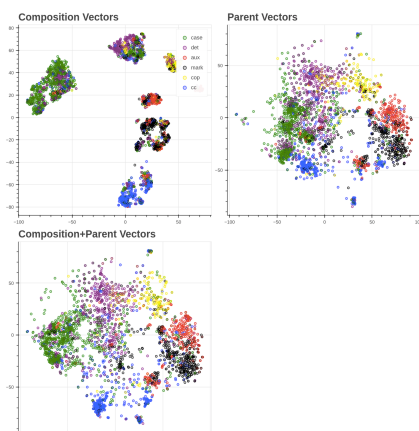 Composition Vectors
80
60
40
20
0
−20
−40
−60
−80
−100
−50
0
50
case
det
aux
mark
cop
cc
Parent Vectors
50
0
−50
−100
−50
0
50
100
Composition+Parent Vectors
50
0
−50